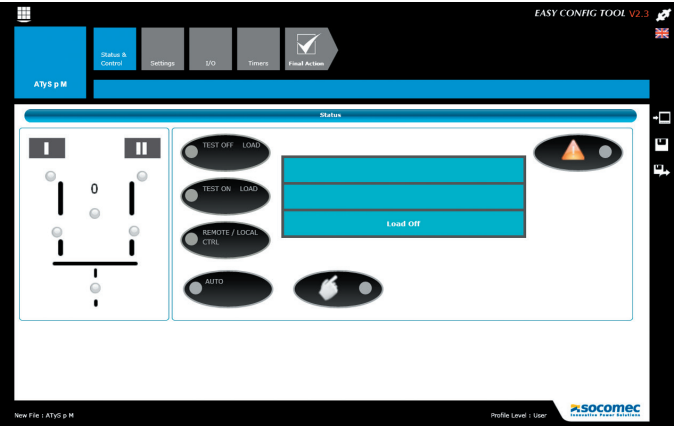 EASY CONFIG TOOL V2.3
Status &
Control
Settings
I/O
Timers
Final Action
ATyS p M
Status
I
II
0
TEST OFF LOAD
TEST ON LOAD
REMOTE / LOCAL
CTRL
AUTO
Load Off
New File : ATyS p M
Profile Level : User
socomec
Innovative Power Solutions